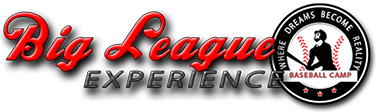 Big League
EXPERIENCE
WHERE DREAMS BECOME REALITY
BASEBALL CAMP